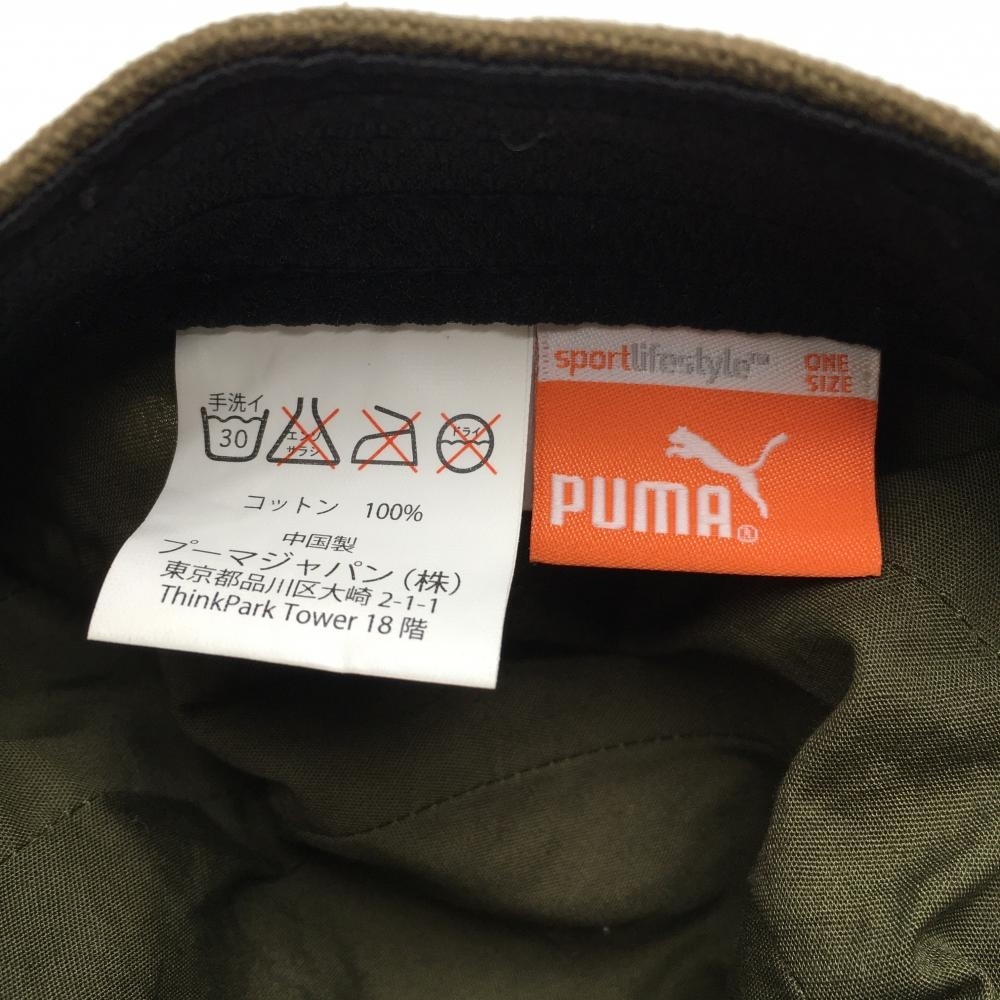 手洗イ
30
エンソ
サラシ
ドライ
コットン 100%
中国製
プーマジャパン(株)
東京都品川区大崎 2-1-1
ThinkPark Tower 18 階
sportlifestyle™
ONE
SIZE
PUMA®